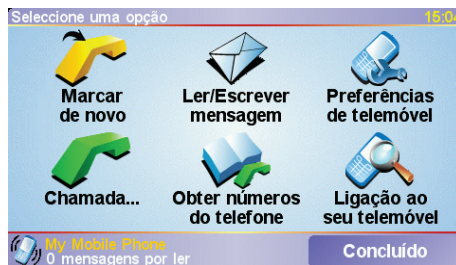 Seleccione uma opção 15:04
Marcar
de novo
Ler/Escrever
mensagem
Preferências
de telemóvel
Chamada...
Obter números
do telefone
Ligação ao
seu telemóvel
My Mobile Phone
0 mensagens por ler
Concluído